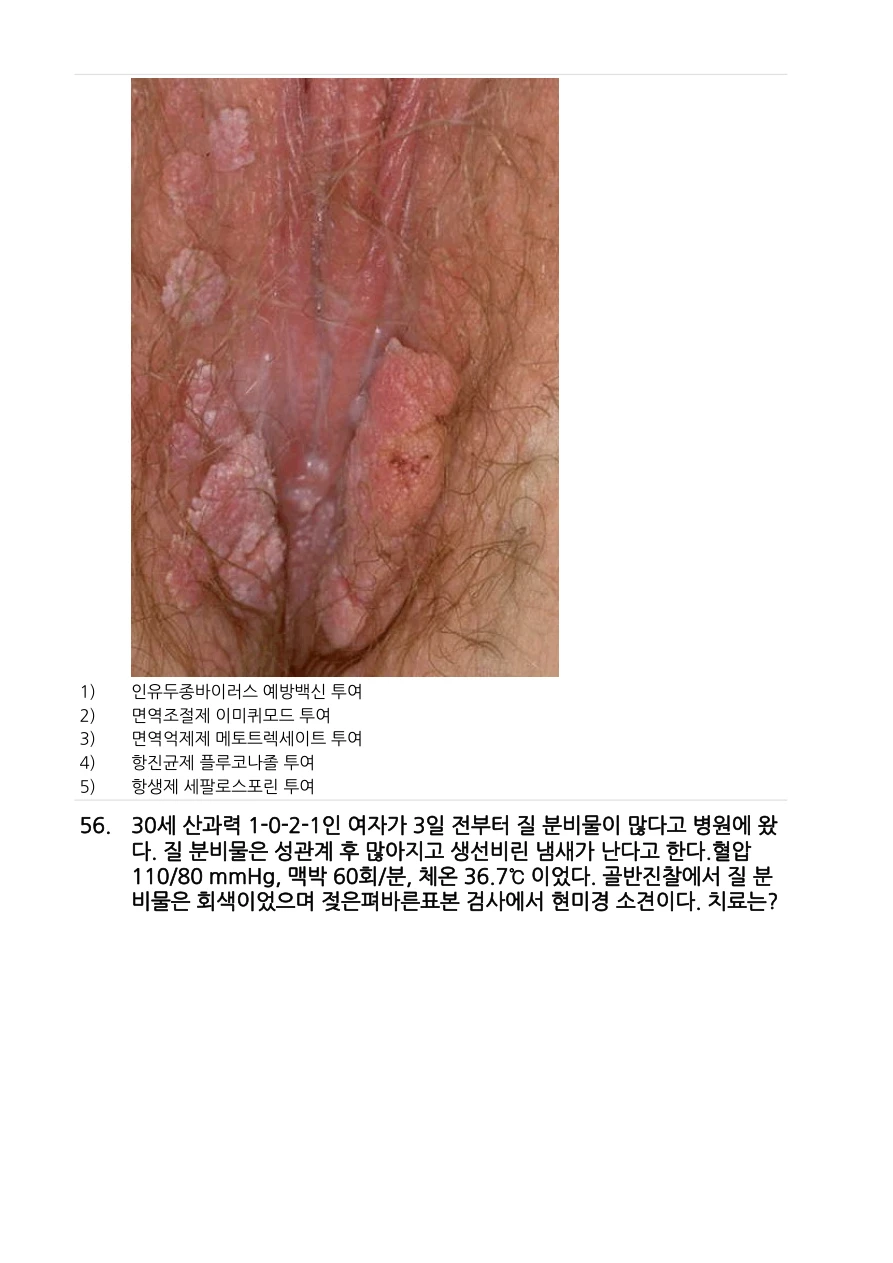 1) 인유두종바이러스 예방백신 투여
2) 면역조절제 이미퀴모드 투여
3) 면역억제제 메토트렉세이트 투여
4) 항진균제 플루코나졸 투여
5) 항생제 세팔로스포린 투여
56. 30세 산과력 1-0-2-1인 여자가 3일 전부터 질 분비물이 많다고 병원에 왔
다. 질 분비물은 성관계 후 많아지고 생선비린 냄새가 난다고 한다.혈압
110/80 mmHg, 맥박 60회/분, 체온 36.7℃ 이었다. 골반진찰에서 질 분
비물은 회색이었으며 젖은펴바른표본 검사에서 현미경 소견이다. 치료는?